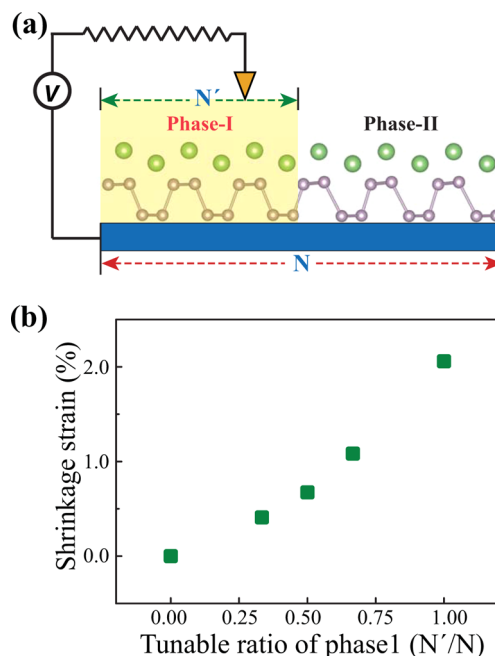 (a)
V
N´
Phase-I
Phase-II
N
(b)
Shrinkage strain (%)
2.0
1.0
0.0
0.00
0.25
0.50
0.75
1.00
Tunable ratio of phase1 (N´/N)